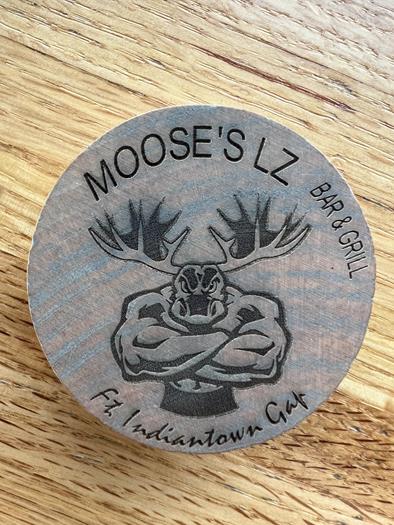 MOOSE'S LZ
BAR & GRILL
Ft. Indiantown Gap